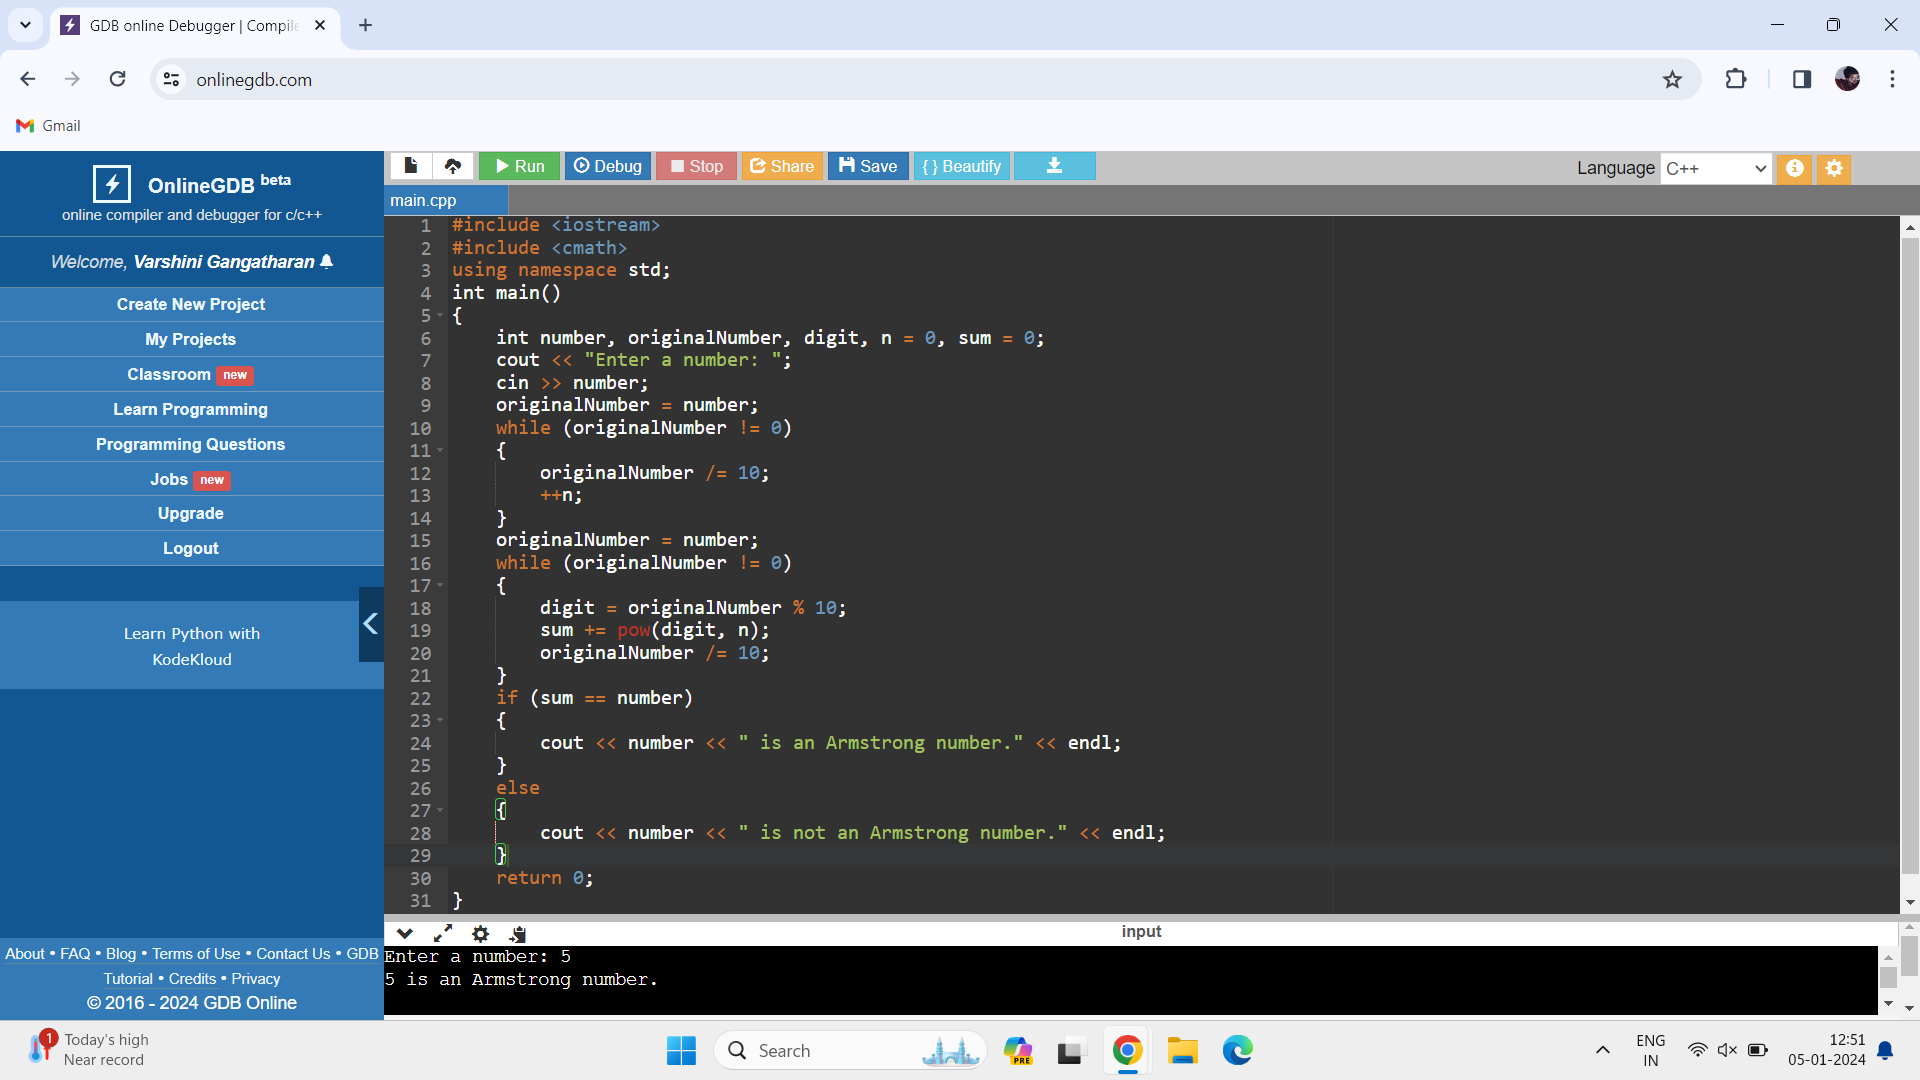 GDB online Debugger | Compile
onlinegdb.com
Gmail
OnlineGDB beta
online compiler and debugger for c/c++
Welcome, Varshini Gangatharan
Create New Project
My Projects
Classroom new
Learn Programming
Programming Questions
Jobs new
Upgrade
Logout
Learn Python with
KodeKloud
About • FAQ • Blog • Terms of Use • Contact Us • GDB
Tutorial • Credits • Privacy
© 2016 - 2024 GDB Online
Run Debug Stop Share Save { } Beautify
Language C++
main.cpp
1 #include <iostream>
2 #include <cmath>
3 using namespace std;
4 int main()
5 {
6 int number, originalNumber, digit, n = 0, sum = 0;
7 cout << "Enter a number: ";
8 cin >> number;
9 originalNumber = number;
10 while (originalNumber != 0)
11 {
12 originalNumber /= 10;
13 ++n;
14 }
15 originalNumber = number;
16 while (originalNumber != 0)
17 {
18 digit = originalNumber % 10;
19 sum += pow(digit, n);
20 originalNumber /= 10;
21 }
22 if (sum == number)
23 {
24 cout << number << " is an Armstrong number." << endl;
25 }
26 else
27 {
28 cout << number << " is not an Armstrong number." << endl;
29 }
30 return 0;
31 }
input
Enter a number: 5
5 is an Armstrong number.
1
Today's high
Near record
Search
PRE
ENG
IN
12:51
05-01-2024